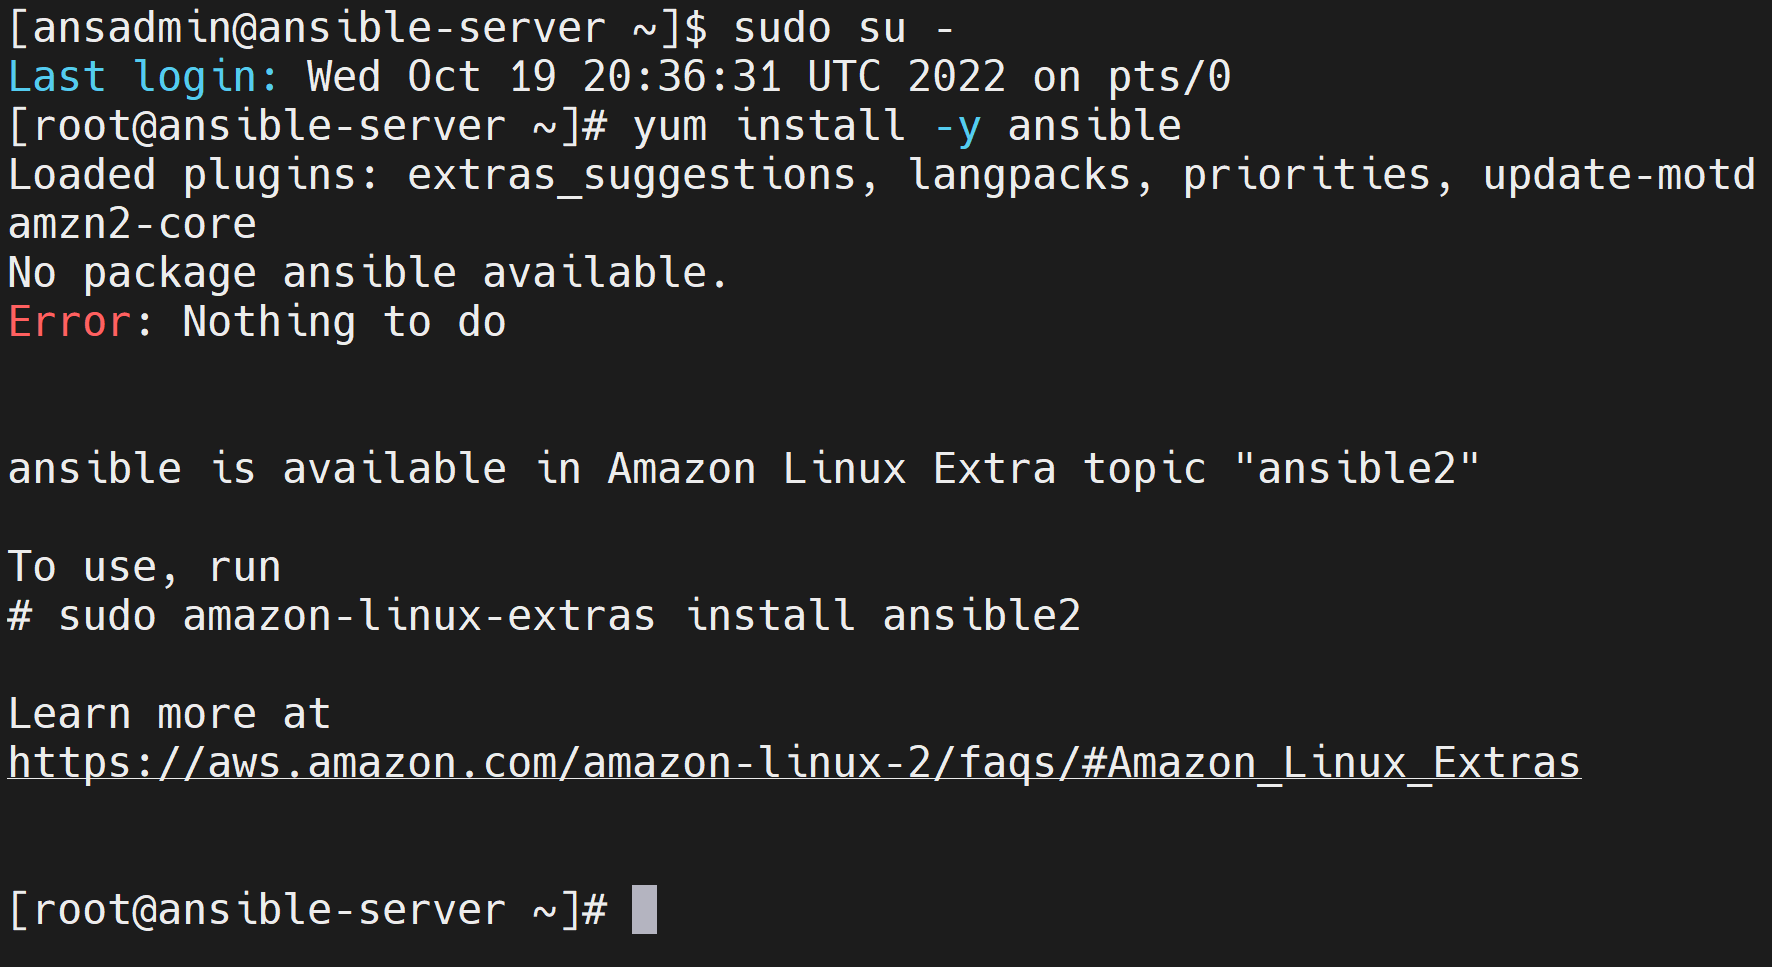 [ansadmin@ansible-server ~]$ sudo su -
Last login: Wed Oct 19 20:36:31 UTC 2022 on pts/0
[root@ansible-server ~]# yum install -y ansible
Loaded plugins: extras_suggestions, langpacks, priorities, update-motd
amzn2-core
No package ansible available.
Error: Nothing to do
ansible is available in Amazon Linux Extra topic "ansible2"
To use, run
# sudo amazon-linux-extras install ansible2
Learn more at
https://aws.amazon.com/amazon-linux-2/faqs/#Amazon_Linux_Extras
[root@ansible-server ~]#